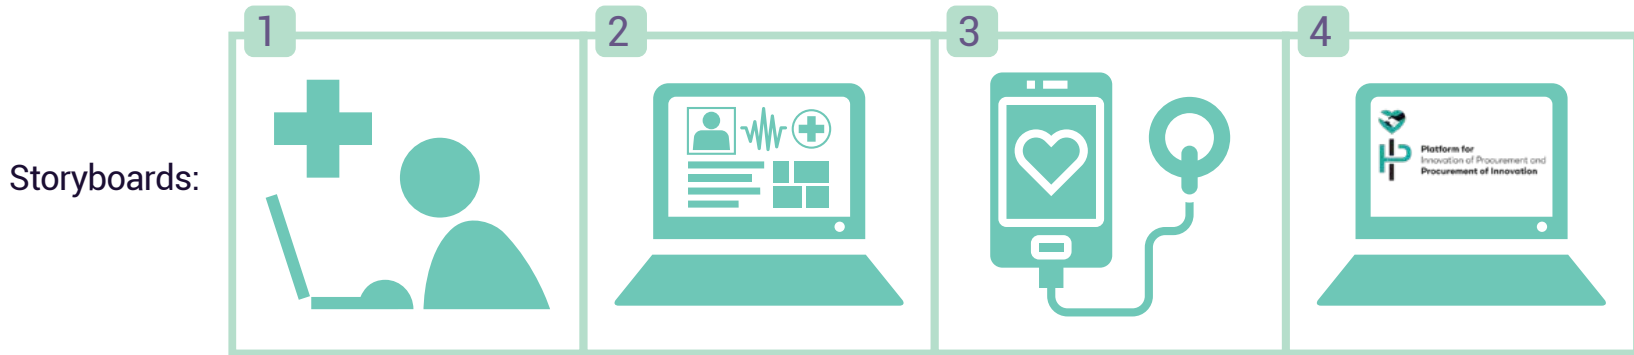 1
2
3
4
Storyboards:
Platform for
Innovation of Procurement and
Procurement of Innovation